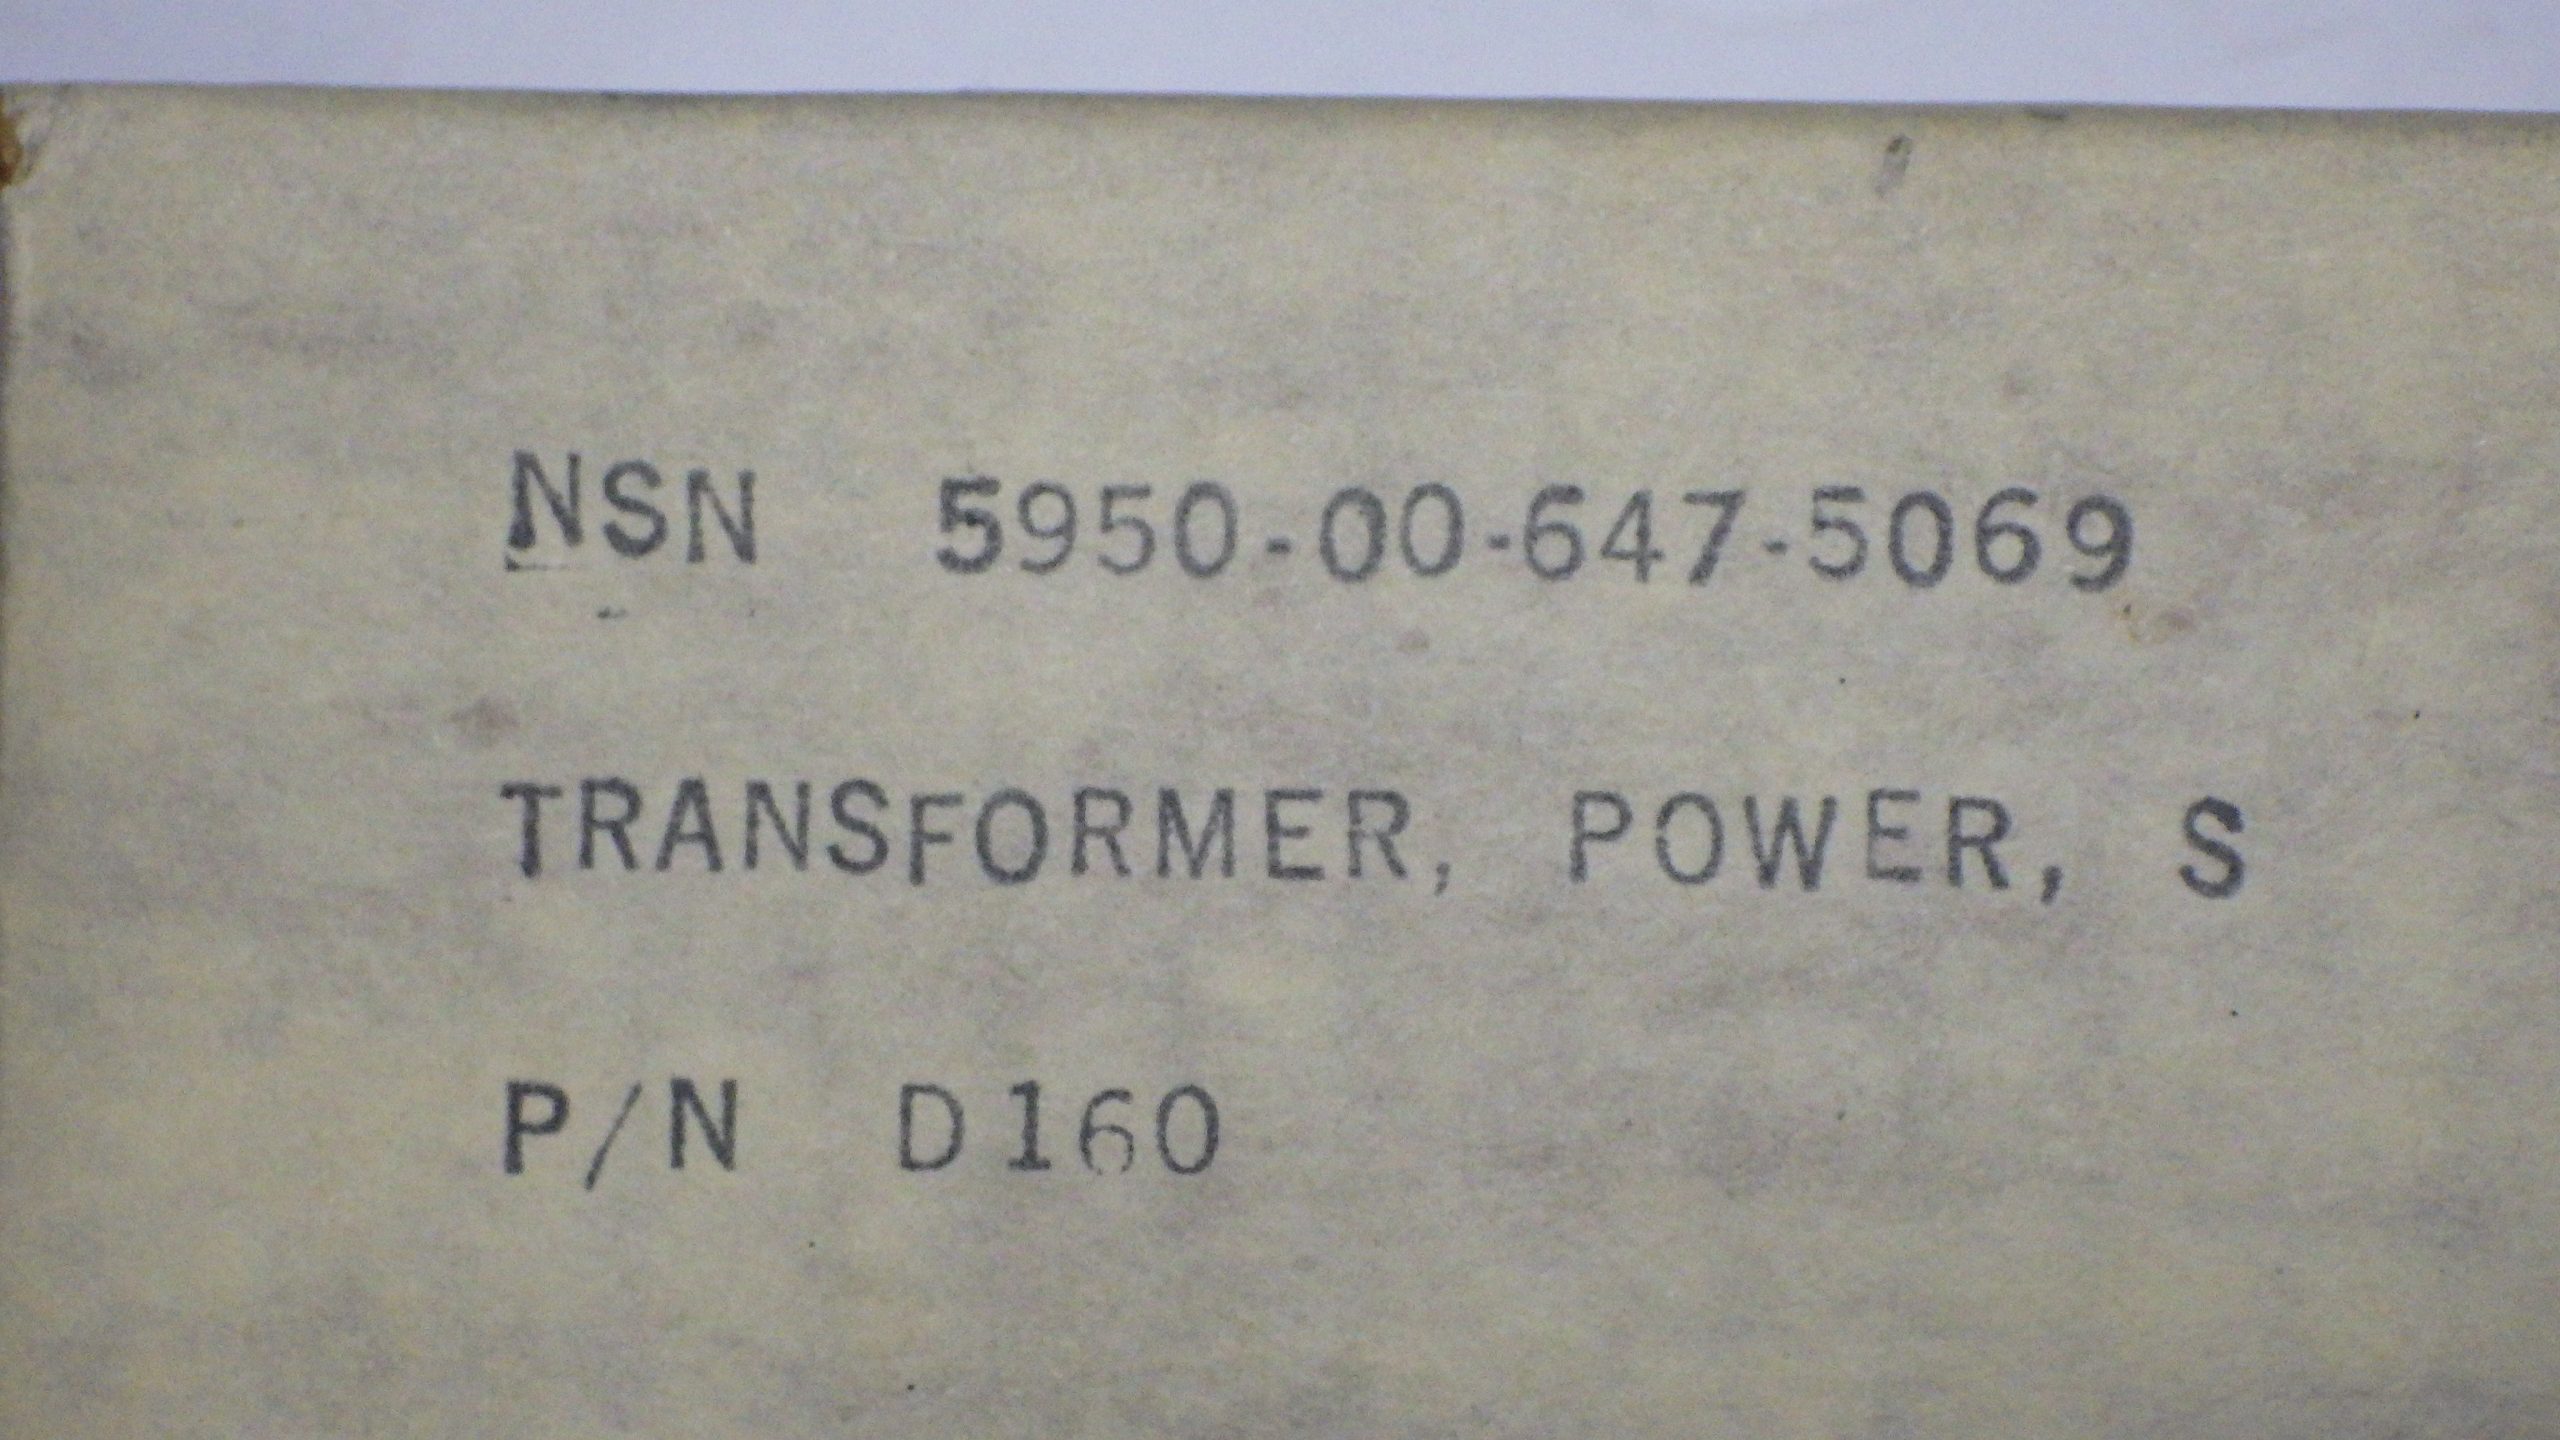 NSN 5950-00-647-5069
TRANSFORMER, POWER, S
P/N D160